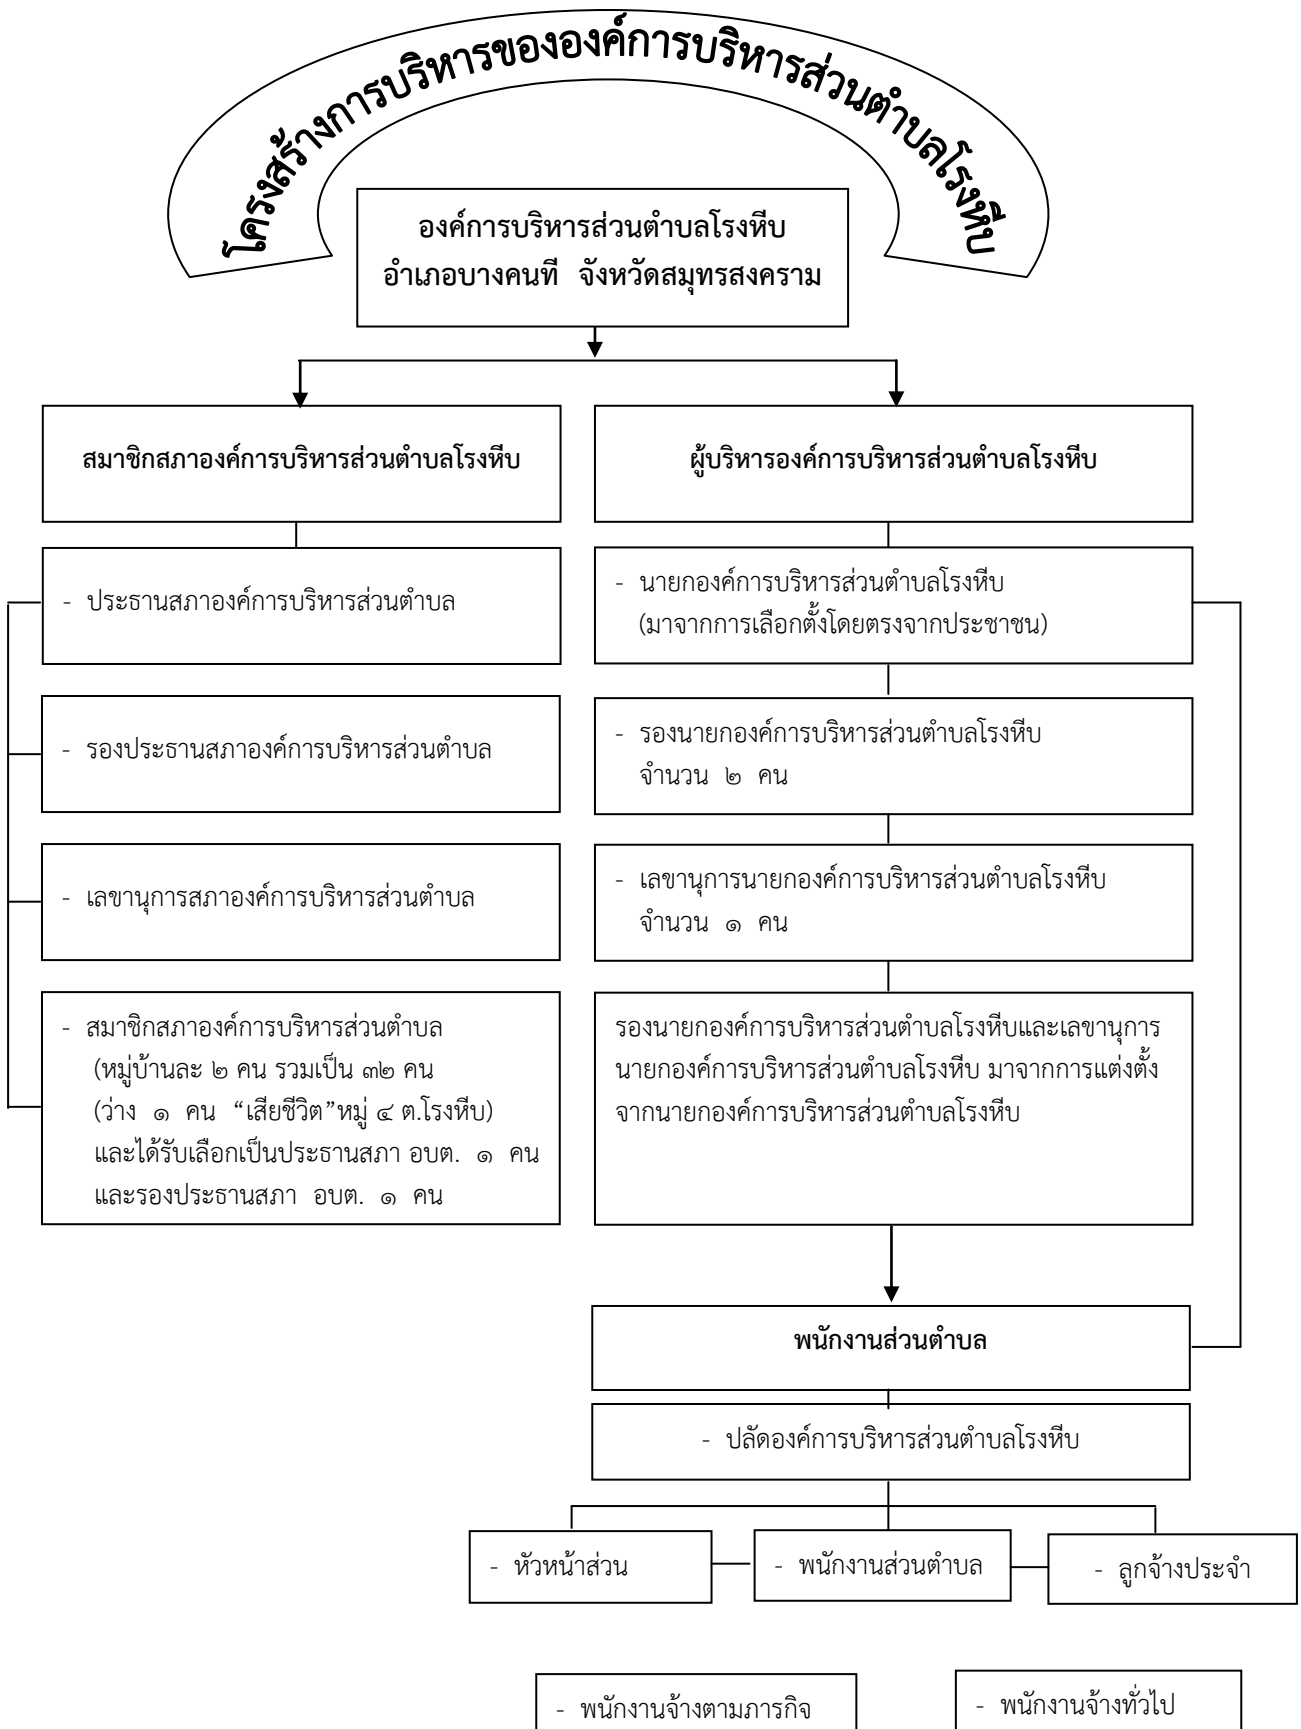 โครงสร้างการบริหารขององค์การบริหารส่วนตำบลโรงหีบ
องค์การบริหารส่วนตำบลโรงหีบ
อำเภอบางคนที จังหวัดสมุทรสงคราม
สมาชิกสภาองค์การบริหารส่วนตำบลโรงหีบ
- ประธานสภาองค์การบริหารส่วนตำบล
- รองประธานสภาองค์การบริหารส่วนตำบล
- เลขานุการสภาองค์การบริหารส่วนตำบล
- สมาชิกสภาองค์การบริหารส่วนตำบล
(หมู่บ้านละ ๒ คน รวมเป็น ๓๒ คน
(ว่าง ๑ คน “เสียชีวิต”หมู่ ๔ ต.โรงหีบ)
และได้รับเลือกเป็นประธานสภา อบต. ๑ คน
และรองประธานสภา อบต. ๑ คน
ผู้บริหารองค์การบริหารส่วนตำบลโรงหีบ
- นายกองค์การบริหารส่วนตำบลโรงหีบ
(มาจากการเลือกตั้งโดยตรงจากประชาชน)
- รองนายกองค์การบริหารส่วนตำบลโรงหีบ
จำนวน ๒ คน
- เลขานุการนายกองค์การบริหารส่วนตำบลโรงหีบ
จำนวน ๑ คน
รองนายกองค์การบริหารส่วนตำบลโรงหีบและเลขานุการ
นายกองค์การบริหารส่วนตำบลโรงหีบ มาจากการแต่งตั้ง
จากนายกองค์การบริหารส่วนตำบลโรงหีบ
พนักงานส่วนตำบล
- ปลัดองค์การบริหารส่วนตำบลโรงหีบ
- หัวหน้าส่วน
- พนักงานส่วนตำบล
- ลูกจ้างประจำ
- พนักงานจ้างตามภารกิจ
- พนักงานจ้างทั่วไป